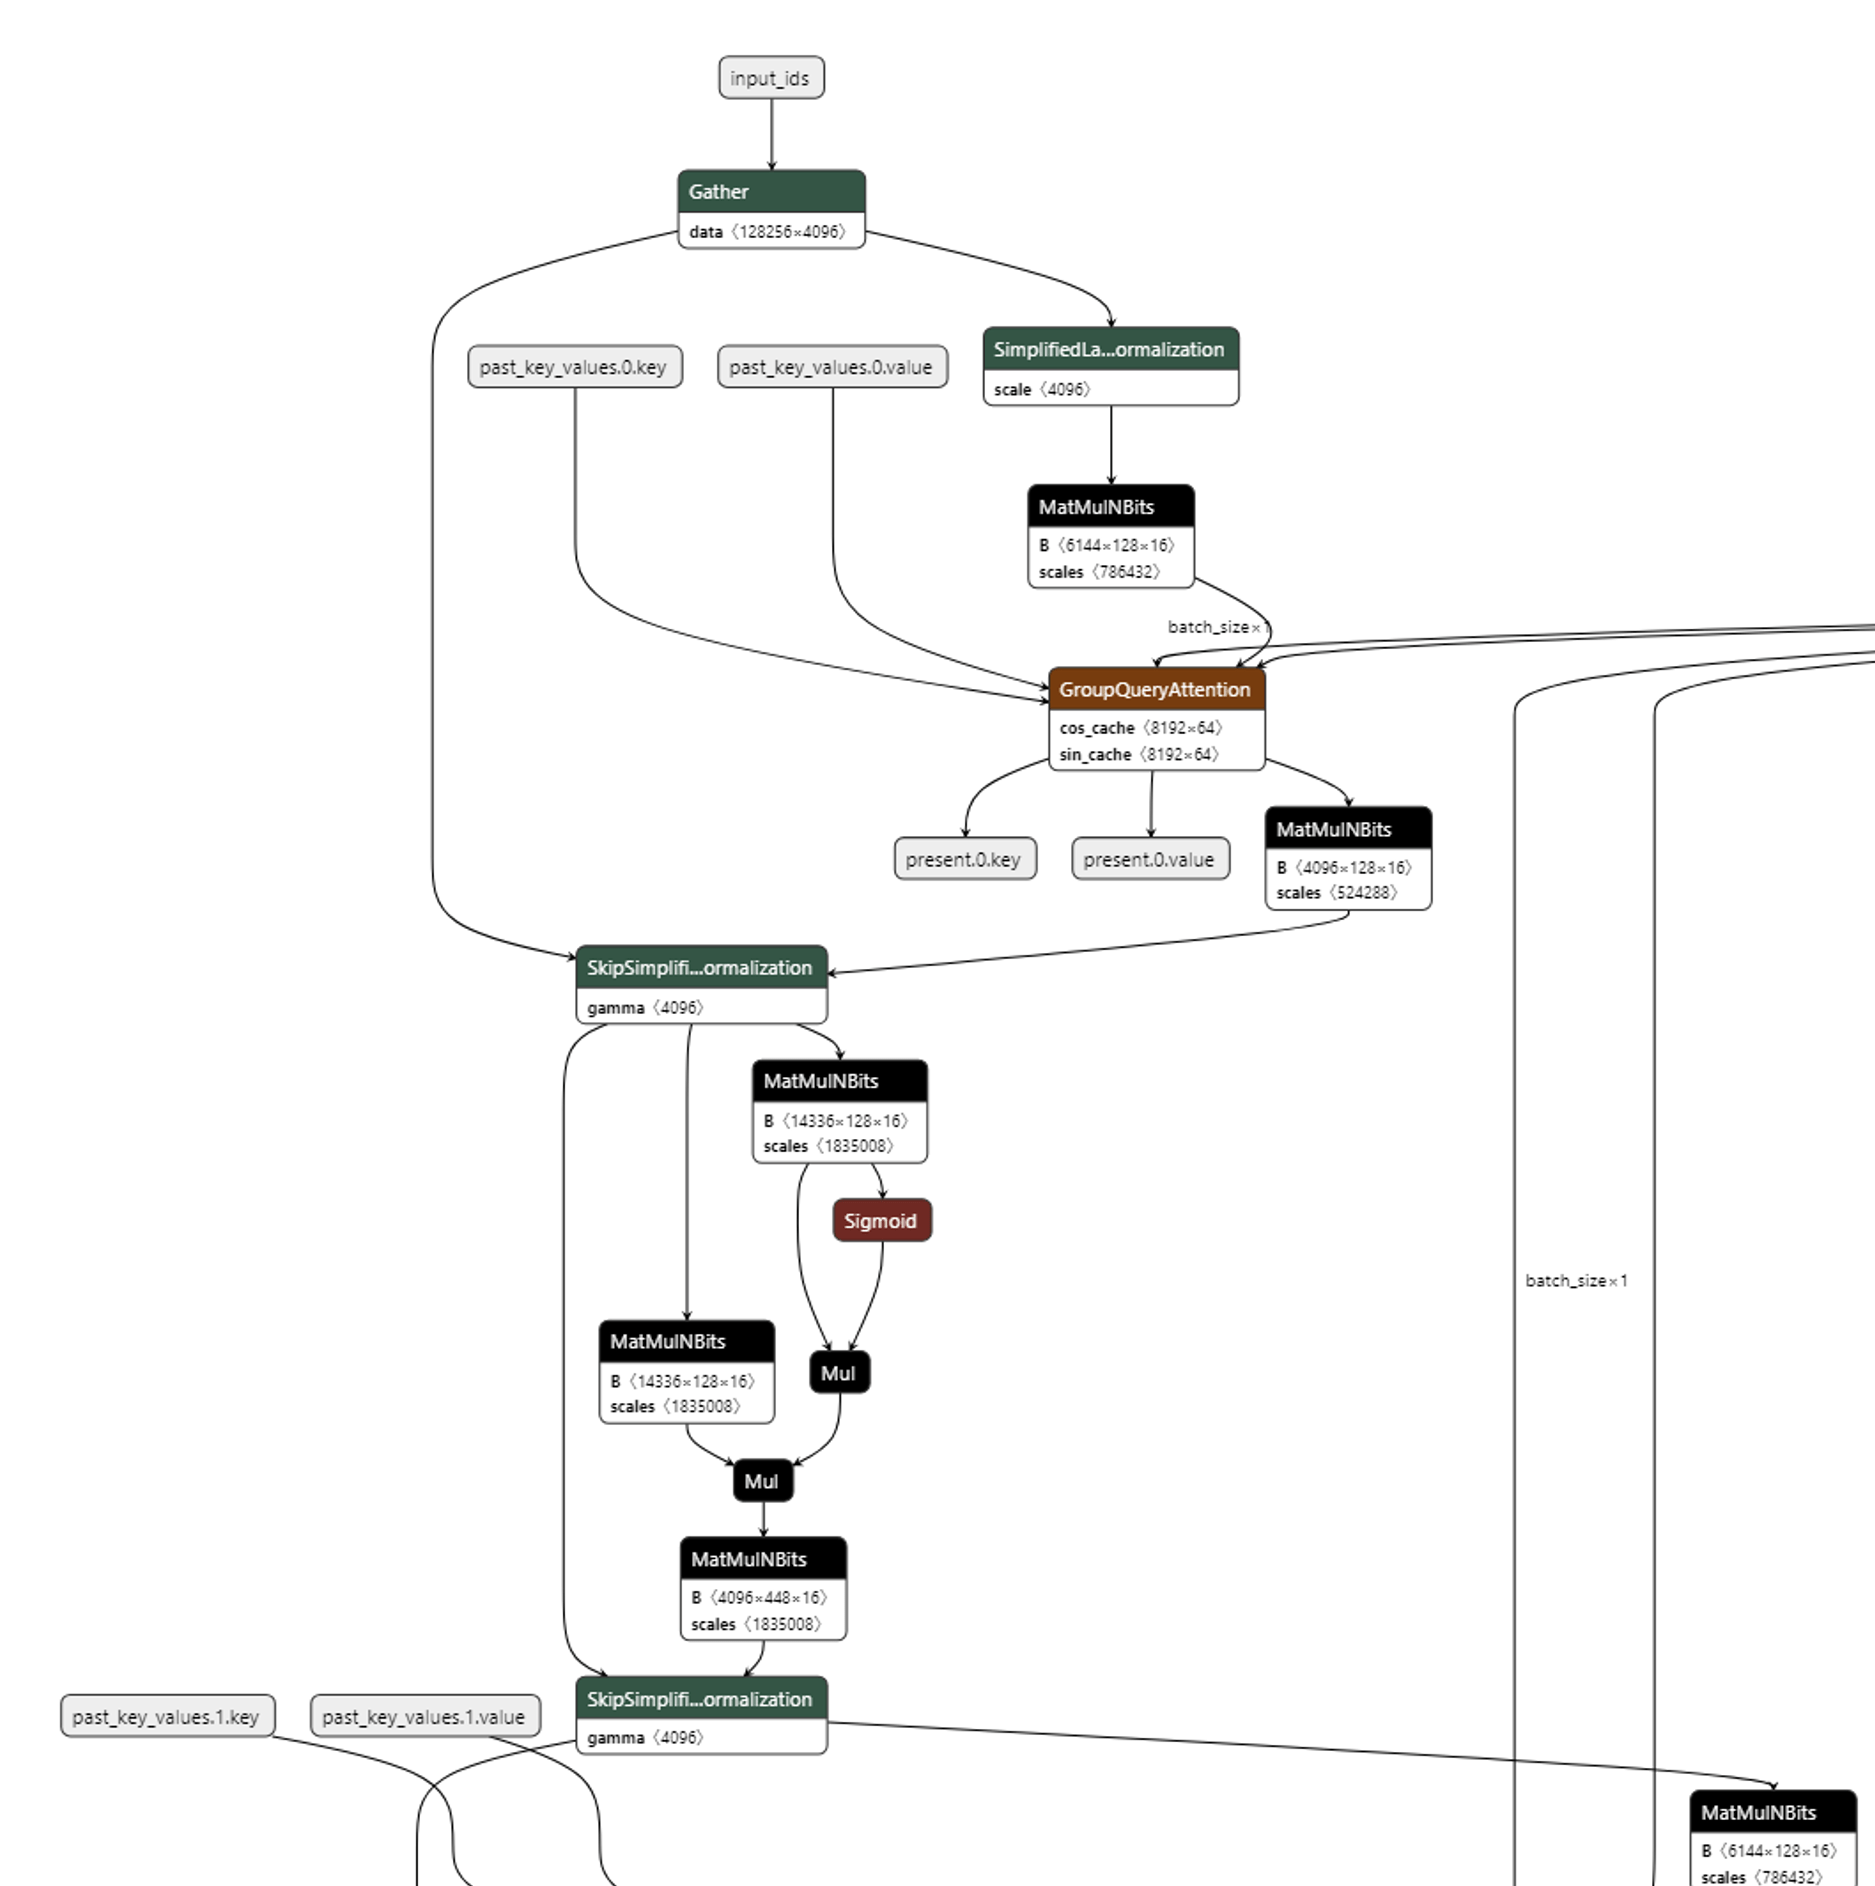 input_ids
Gather
data〈128256×4096〉
past_key_values.0.key
past_key_values.0.value
SimplifiedLa...ormalization
scale〈4096〉
MatMulNBits
B〈6144×128×16〉
scales〈786432〉
batch_size×1
GroupQueryAttention
cos_cache〈8192×64〉
sin_cache〈8192×64〉
present.0.key
present.0.value
MatMulNBits
B〈4096×128×16〉
scales〈524288〉
SkipSimplifi...ormalization
gamma〈4096〉
MatMulNBits
B〈14336×128×16〉
scales〈1835008〉
Sigmoid
batch_size×1
MatMulNBits
B〈14336×128×16〉
scales〈1835008〉
Mul
Mul
MatMulNBits
B〈4096×448×16〉
scales〈1835008〉
past_key_values.1.key
past_key_values.1.value
SkipSimplifi...ormalization
gamma〈4096〉
MatMulNBits
B〈6144×128×16〉
scales〈786432〉